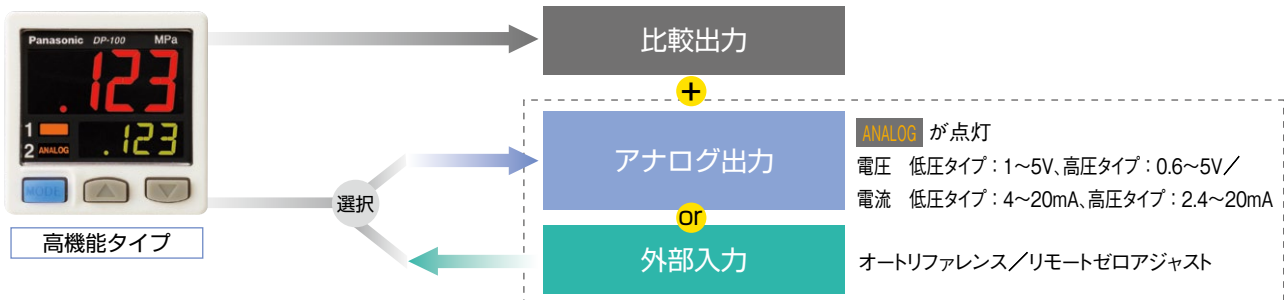 Panasonic DP-100 MPa
.123
1
2 ANALOG .123
MODE
高機能タイプ
選択
比較出力
+
アナログ出力
or
外部入力
ANALOG が点灯
電圧 低圧タイプ:1〜5V、高圧タイプ:0.6〜5V/
電流 低圧タイプ:4〜20mA、高圧タイプ:2.4〜20mA
オートリファレンス/リモートゼロアジャスト